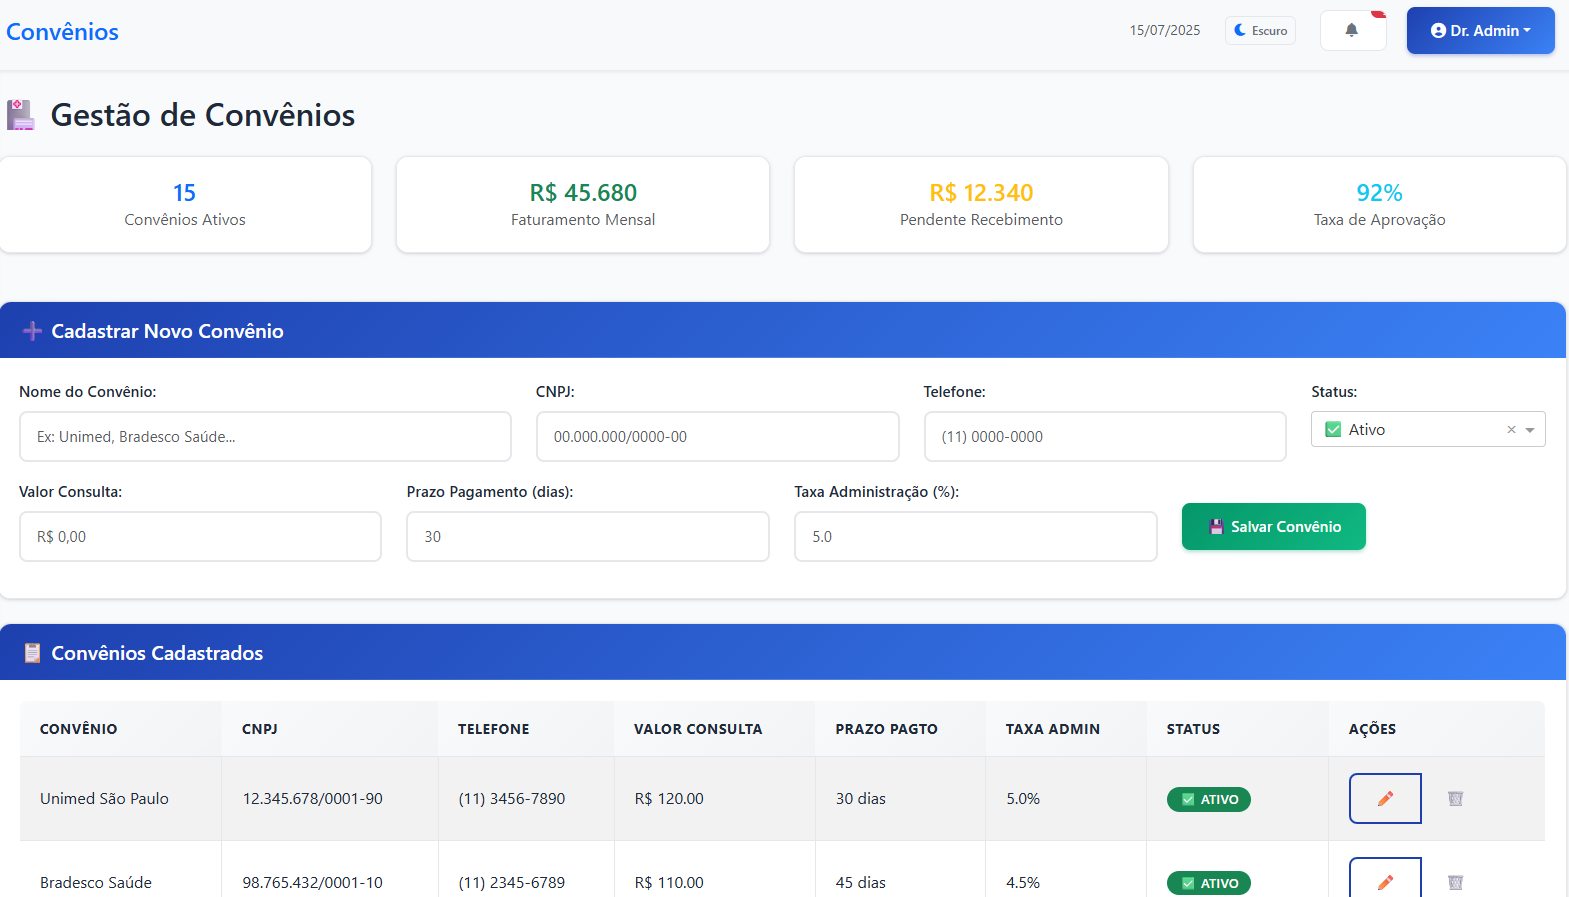 Convênios
15/07/2025
Escuro
Dr. Admin
Gestão de Convênios
15
Convênios Ativos
R$ 45.680
Faturamento Mensal
R$ 12.340
Pendente Recebimento
92%
Taxa de Aprovação
Cadastrar Novo Convênio
Nome do Convênio: CNPJ: Telefone: Status:
Ex: Unimed, Bradesco Saúde... 00.000.000/0000-00 (11) 0000-0000 Ativo ×
Valor Consulta: Prazo Pagamento (dias): Taxa Administração (%):
R$ 0,00 30 5.0 Salvar Convênio
Convênios Cadastrados
CONVÊNIO CNPJ TELEFONE VALOR CONSULTA PRAZO PAGTO TAXA ADMIN STATUS AÇÕES
Unimed São Paulo 12.345.678/0001-90 (11) 3456-7890 R$ 120.00 30 dias 5.0% ATIVO
Bradesco Saúde 98.765.432/0001-10 (11) 2345-6789 R$ 110.00 45 dias 4.5% ATIVO